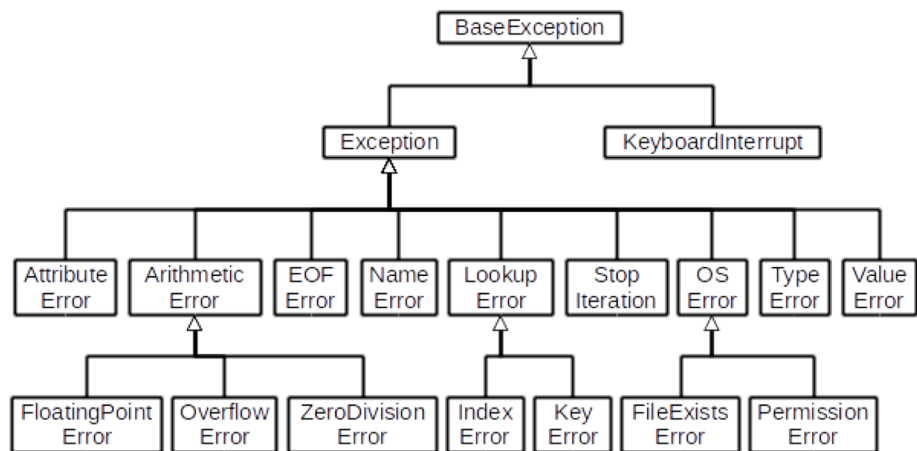 BaseException
Exception
KeyboardInterrupt
Attribute
Error
Arithmetic
Error
EOF
Error
Name
Error
Lookup
Error
Stop
Iteration
OS
Error
Type
Error
Value
Error
FloatingPoint
Error
Overflow
Error
ZeroDivision
Error
Index
Error
Key
Error
FileExists
Error
Permission
Error